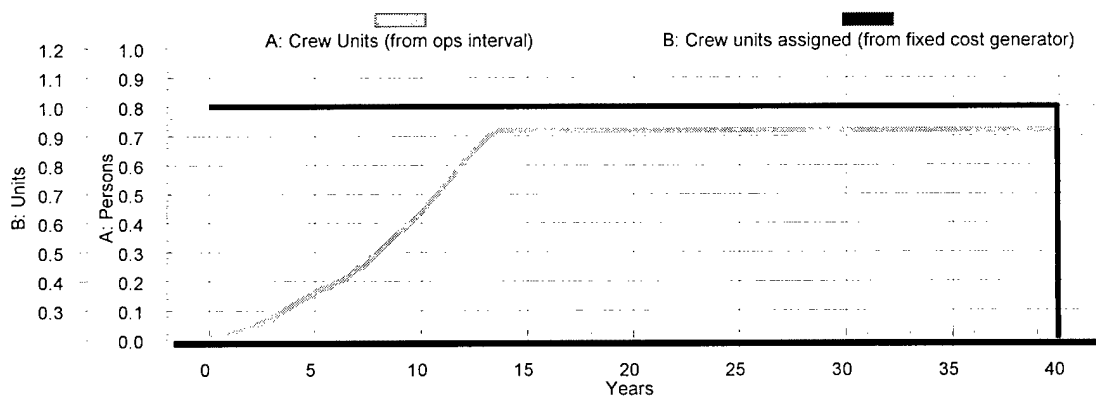 A: Crew Units (from ops interval)
B: Crew units assigned (from fixed cost generator)
B: Units
A: Persons
1.2 1.0
1.1 0.9
1.0 0.8
0.9 0.7
0.8 0.6
0.7 0.5
0.6 0.4
0.5 0.3
0.4 0.2
0.3 0.1
0.0
0 5 10 15 20 25 30 35 40
Years